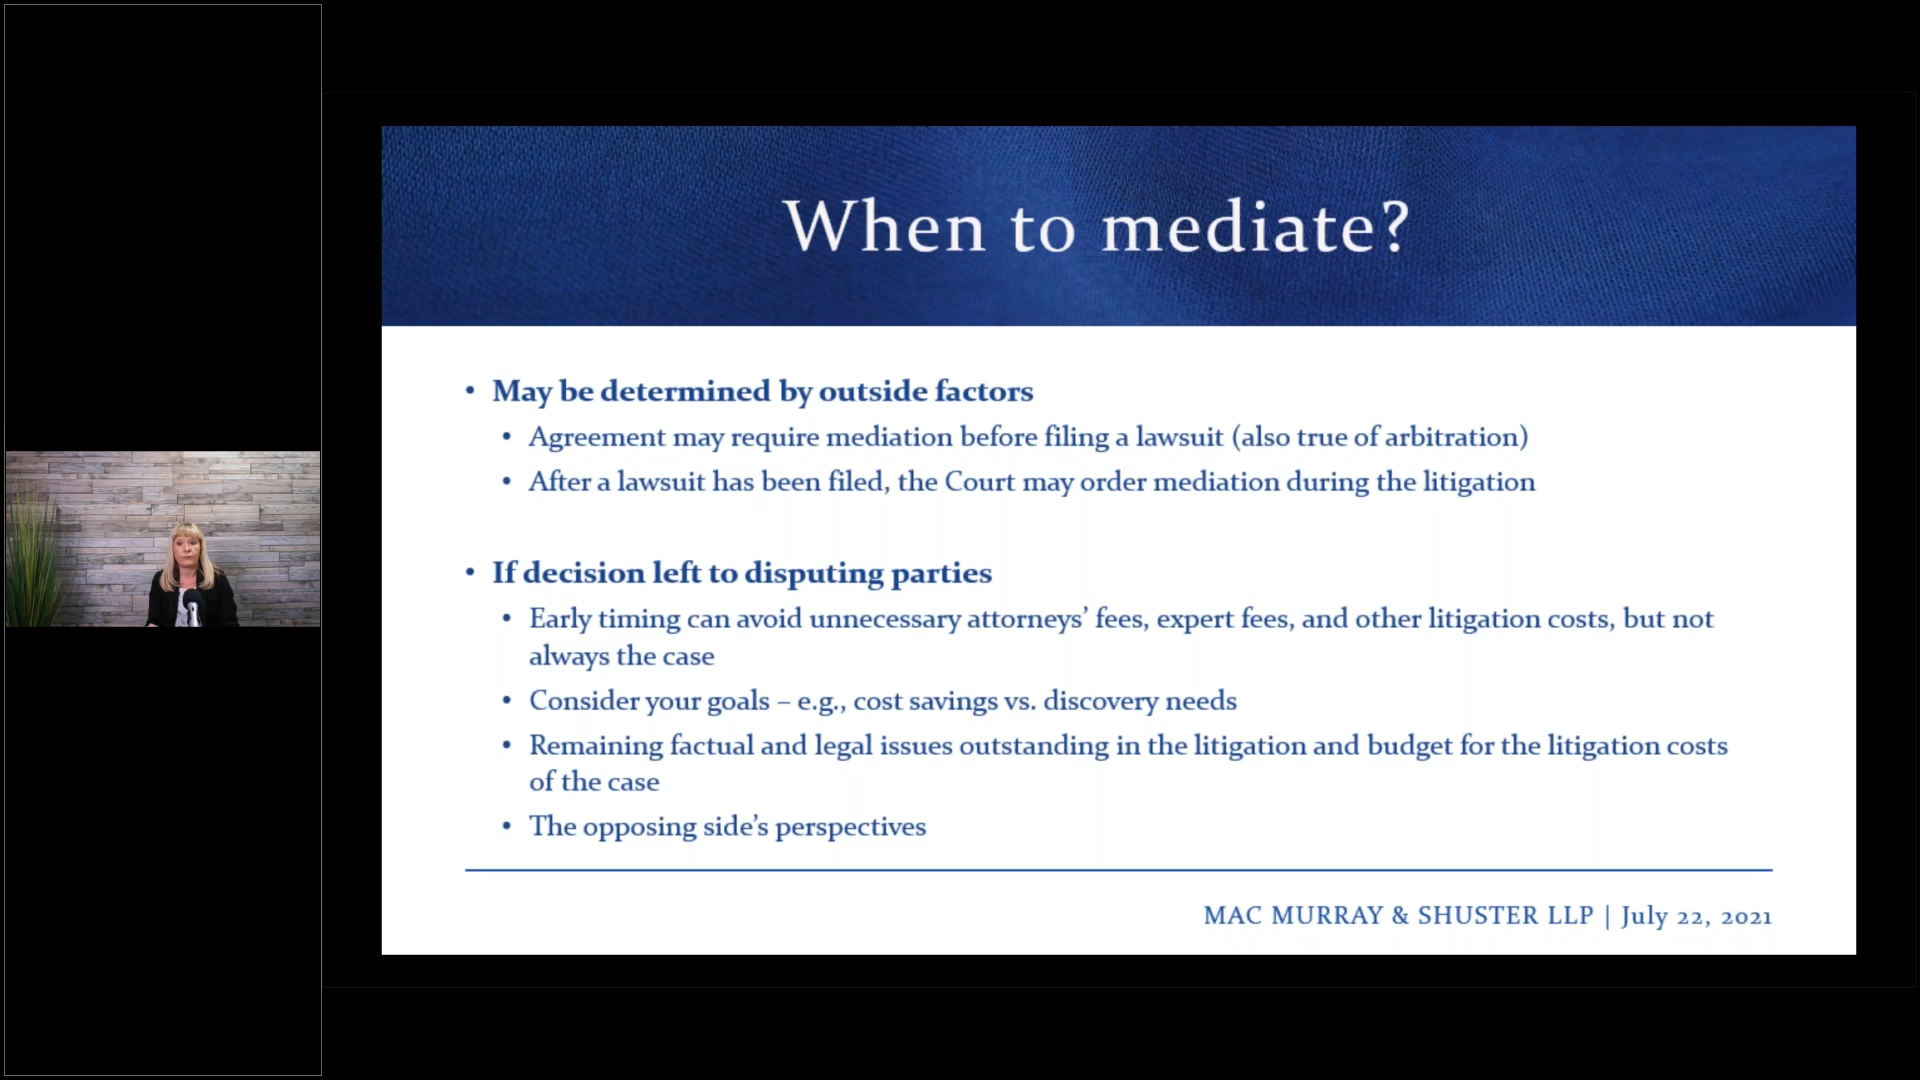 When to mediate?
• May be determined by outside factors
• Agreement may require mediation before filing a lawsuit (also true of arbitration)
• After a lawsuit has been filed, the Court may order mediation during the litigation
• If decision left to disputing parties
• Early timing can avoid unnecessary attorneys’ fees, expert fees, and other litigation costs, but not
always the case
• Consider your goals – e.g., cost savings vs. discovery needs
• Remaining factual and legal issues outstanding in the litigation and budget for the litigation costs
of the case
• The opposing side’s perspectives
MAC MURRAY & SHUSTER LLP | July 22, 2021